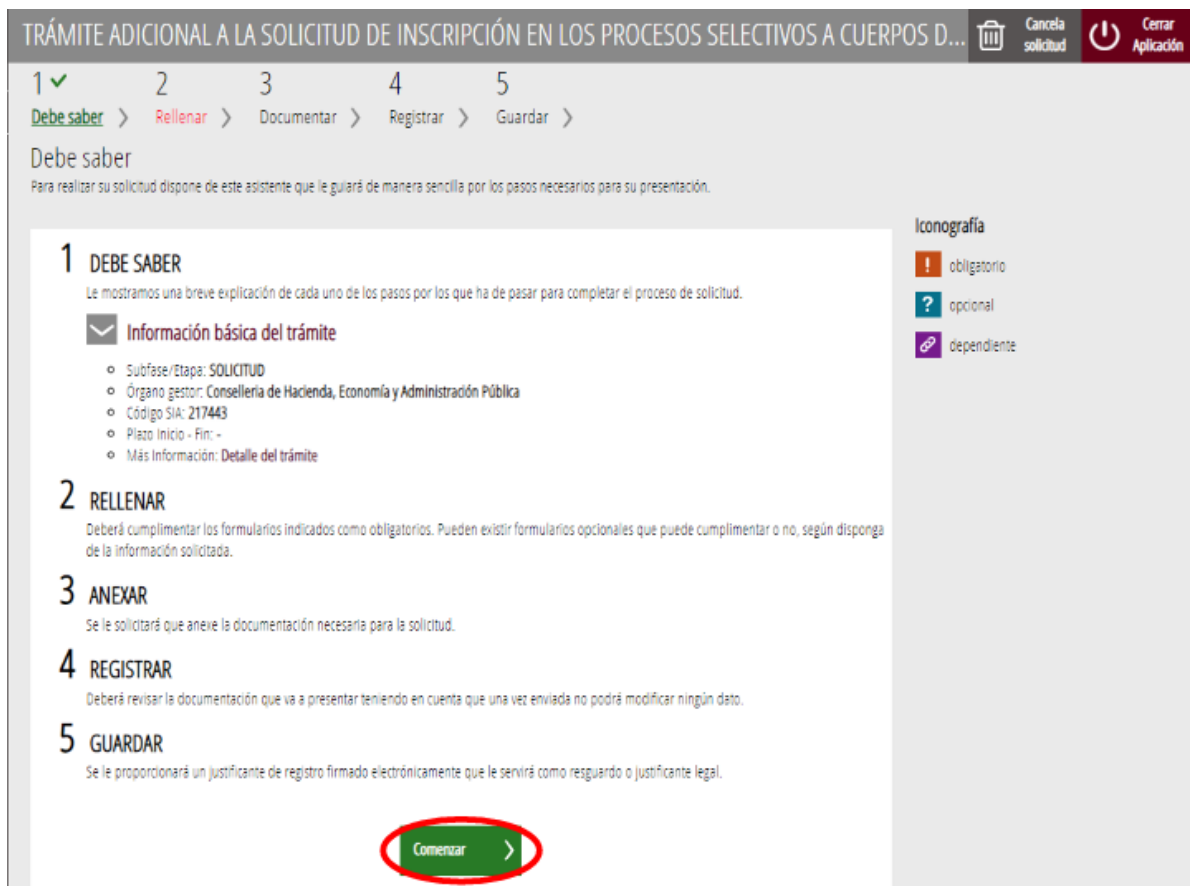 TRÁMITE ADICIONAL A LA SOLICITUD DE INSCRIPCIÓN EN LOS PROCESOS SELECTIVOS A CUERPOS D...
Cancela solicitud
Cerrar Aplicación
1 2 3 4 5
Debe saber Rellenar Documentar Registrar Guardar
Debe saber
Para realizar su solicitud dispone de este asistente que le guiará de manera sencilla por los pasos necesarios para su presentación.
1 DEBE SABER
Le mostramos una breve explicación de cada uno de los pasos por los que ha de pasar para completar el proceso de solicitud.
Información básica del trámite
Subfase/Etapa: SOLICITUD
Órgano gestor: Conselleria de Hacienda, Economía y Administración Pública
Código SIA: 217443
Plazo Inicio - Fin: -
Más Información: Detalle del trámite
2 RELLENAR
Deberá cumplimentar los formularios indicados como obligatorios. Pueden existir formularios opcionales que puede cumplimentar o no, según disponga
de la información solicitada.
3 ANEXAR
Se le solicitará que anexe la documentación necesaria para la solicitud.
4 REGISTRAR
Deberá revisar la documentación que va a presentar teniendo en cuenta que una vez enviada no podrá modificar ningún dato.
5 GUARDAR
Se le proporcionará un justificante de registro firmado electrónicamente que le servirá como resguardo o justificante legal.
Comenzar
Iconografía
! obligatorio
? opcional
dependiente